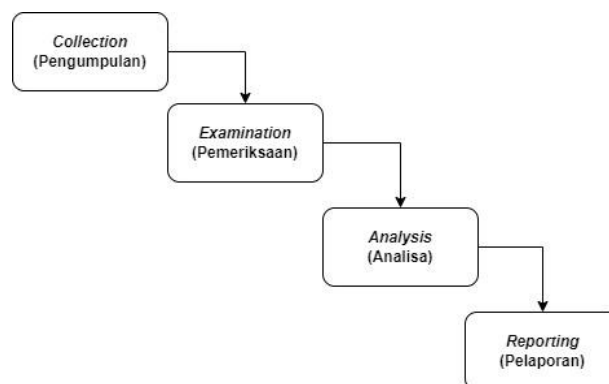 Collection
(Pengumpulan)
Examination
(Pemeriksaan)
Analysis
(Analisa)
Reporting
(Pelaporan)